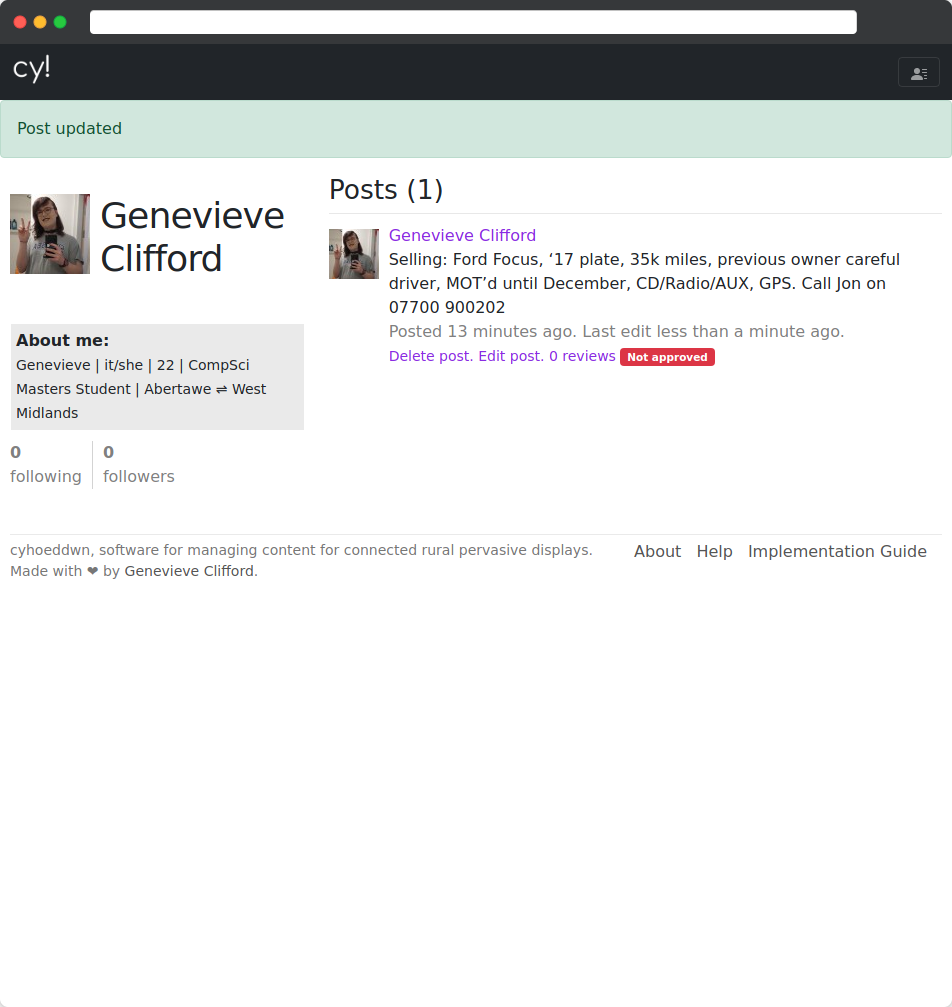 cy!
Post updated
Genevieve
Clifford
About me:
Genevieve | it/she | 22 | CompSci
Masters Student | Abertawe ⇌ West
Midlands
0
following
0
followers
Posts (1)
Genevieve Clifford
Selling: Ford Focus, ‘17 plate, 35k miles, previous owner careful
driver, MOT’d until December, CD/Radio/AUX, GPS. Call Jon on
07700 900202
Posted 13 minutes ago. Last edit less than a minute ago.
Delete post. Edit post. 0 reviews Not approved
cyhoeddwn, software for managing content for connected rural pervasive displays.
Made with ❤ by Genevieve Clifford.
About Help Implementation Guide